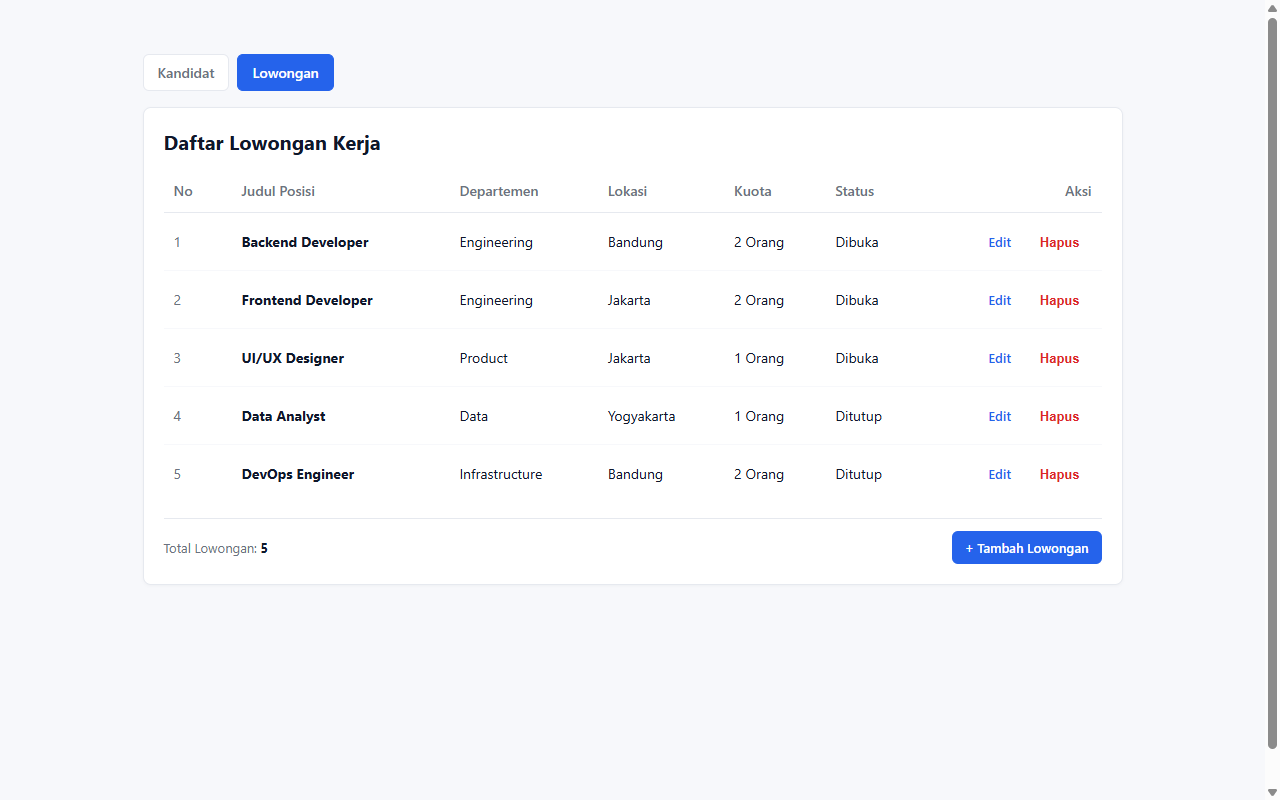 Kandidat Lowongan
Daftar Lowongan Kerja
No Judul Posisi Departemen Lokasi Kuota Status Aksi
1 Backend Developer Engineering Bandung 2 Orang Dibuka Edit Hapus
2 Frontend Developer Engineering Jakarta 2 Orang Dibuka Edit Hapus
3 UI/UX Designer Product Jakarta 1 Orang Dibuka Edit Hapus
4 Data Analyst Data Yogyakarta 1 Orang Ditutup Edit Hapus
5 DevOps Engineer Infrastructure Bandung 2 Orang Ditutup Edit Hapus
Total Lowongan: 5 + Tambah Lowongan